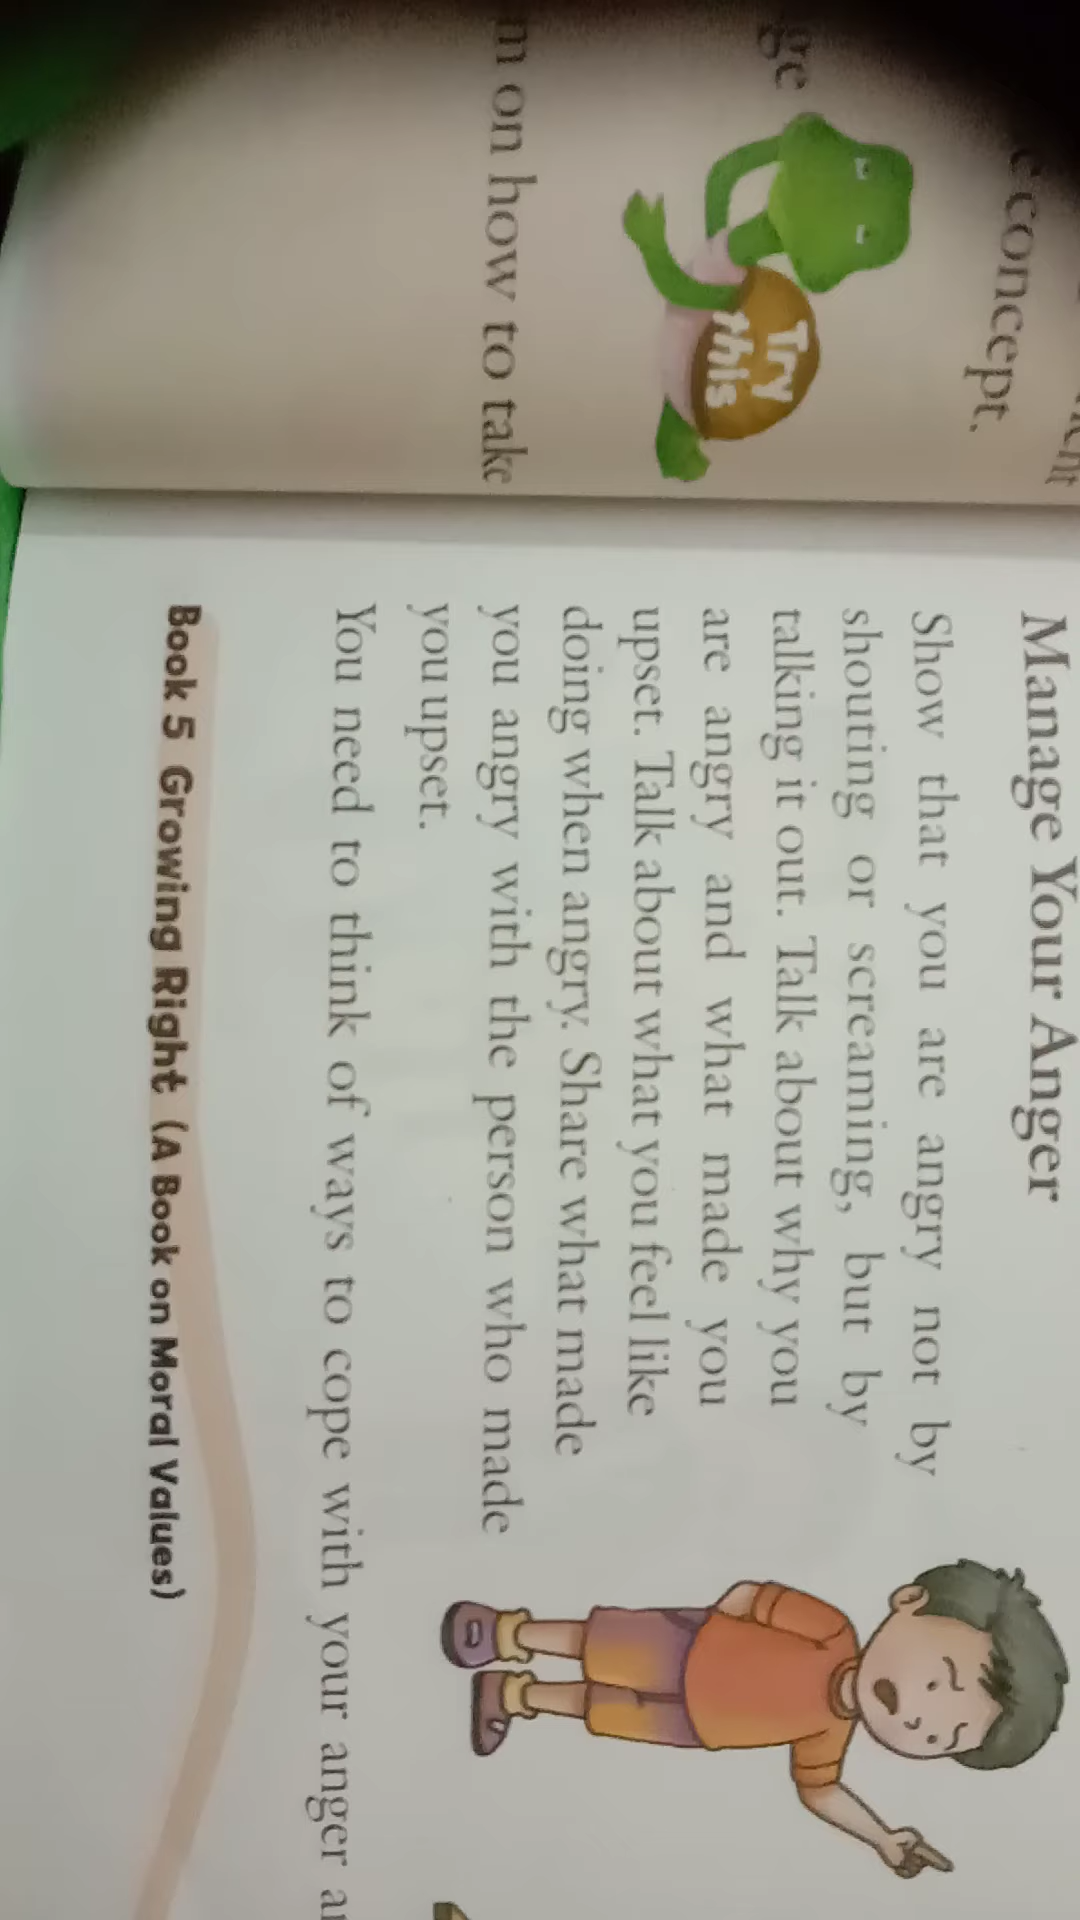 concept.
Try
this
on how to take
Manage Your Anger
Show that you are angry not by
shouting or screaming, but by
talking it out. Talk about why you
are angry and what made you
upset. Talk about what you feel like
doing when angry. Share what made
you angry with the person who made
you upset.
You need to think of ways to cope with your anger
Book 5 Growing Right (A Book on Moral Values)